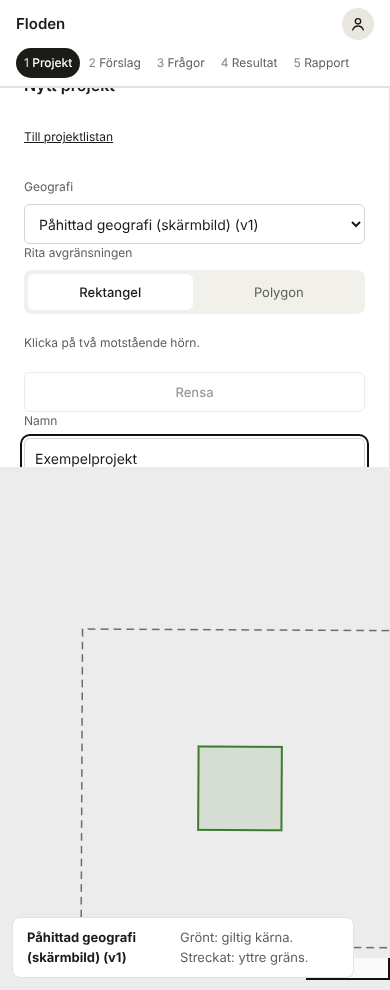 Floden
1 Projekt 2 Förslag 3 Frågor 4 Resultat 5 Rapport
Nytt projekt
Till projektlistan
Geografi
Påhittad geografi (skärmbild) (v1)
Rita avgränsningen
Rektangel Polygon
Klicka på två motstående hörn.
Rensa
Namn
Exempelprojekt
Påhittad geografi (skärmbild) (v1)
Grönt: giltig kärna.
Streckat: yttre gräns.